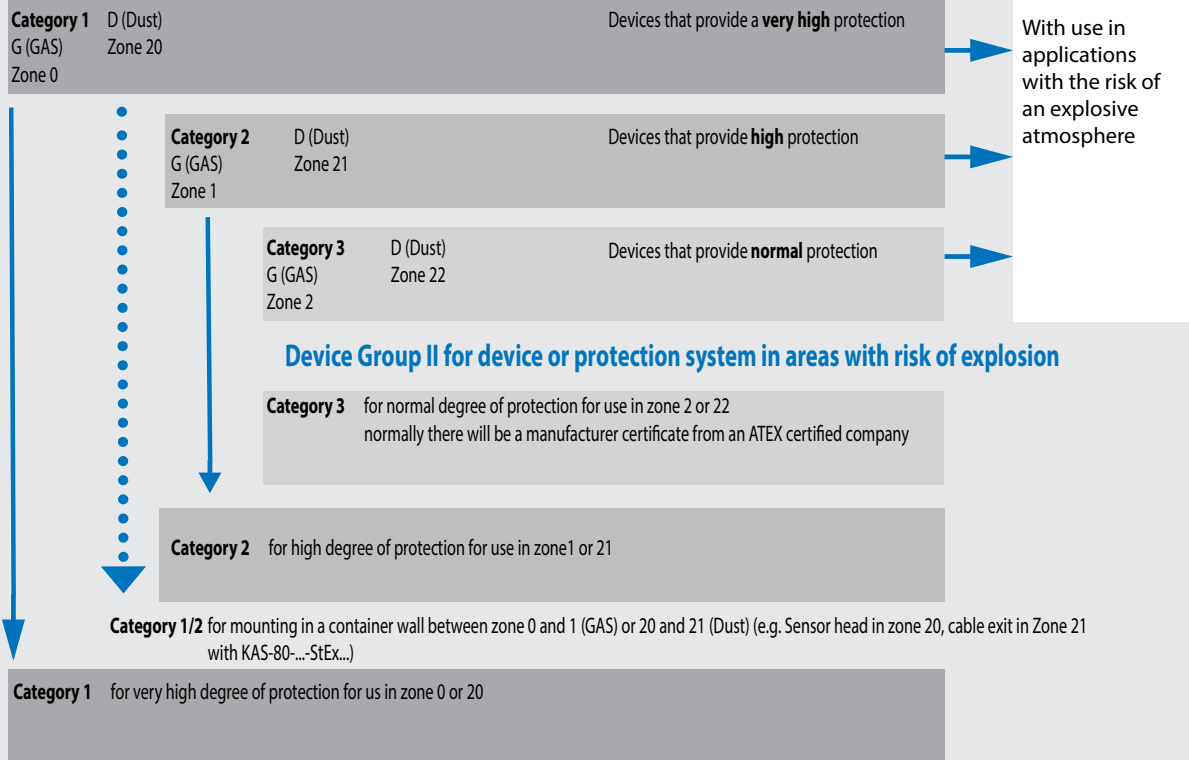 Category 1 D (Dust) Devices that provide a very high protection
G (GAS) Zone 20
Zone 0
With use in
applications
with the risk of
an explosive
atmosphere
Category 2 D (Dust) Devices that provide high protection
G (GAS) Zone 21
Zone 1
Category 3 D (Dust) Devices that provide normal protection
G (GAS) Zone 22
Zone 2
Device Group II for device or protection system in areas with risk of explosion
Category 3 for normal degree of protection for use in zone 2 or 22
normally there will be a manufacturer certificate from an ATEX certified company
Category 2 for high degree of protection for use in zone1 or 21
Category 1/2 for mounting in a container wall between zone 0 and 1 (GAS) or 20 and 21 (Dust) (e.g. Sensor head in zone 20, cable exit in Zone 21
with KAS-80-...-StEx...)
Category 1 for very high degree of protection for us in zone 0 or 20